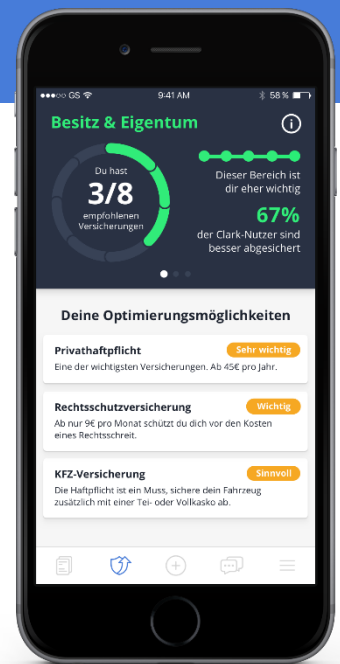 GS
9:41 AM
58 %
Besitz & Eigentum
Du hast
3/8
empfohlenen
Versicherungen
Dieser Bereich ist
dir eher wichtig
67%
der Clark-Nutzer sind
besser abgesichert
Deine Optimierungsmöglichkeiten
Privathaftpflicht
Sehr wichtig
Eine der wichtigsten Versicherungen. Ab 45€ pro Jahr.
Rechtsschutzversicherung
Wichtig
Ab nur 9€ pro Monat schützt du dich vor den Kosten
eines Rechtsschreit.
KFZ-Versicherung
Sinnvoll
Die Haftpflicht ist ein Muss, sichere dein Fahrzeug
zusätzlich mit einer Tei- oder Vollkasko ab.